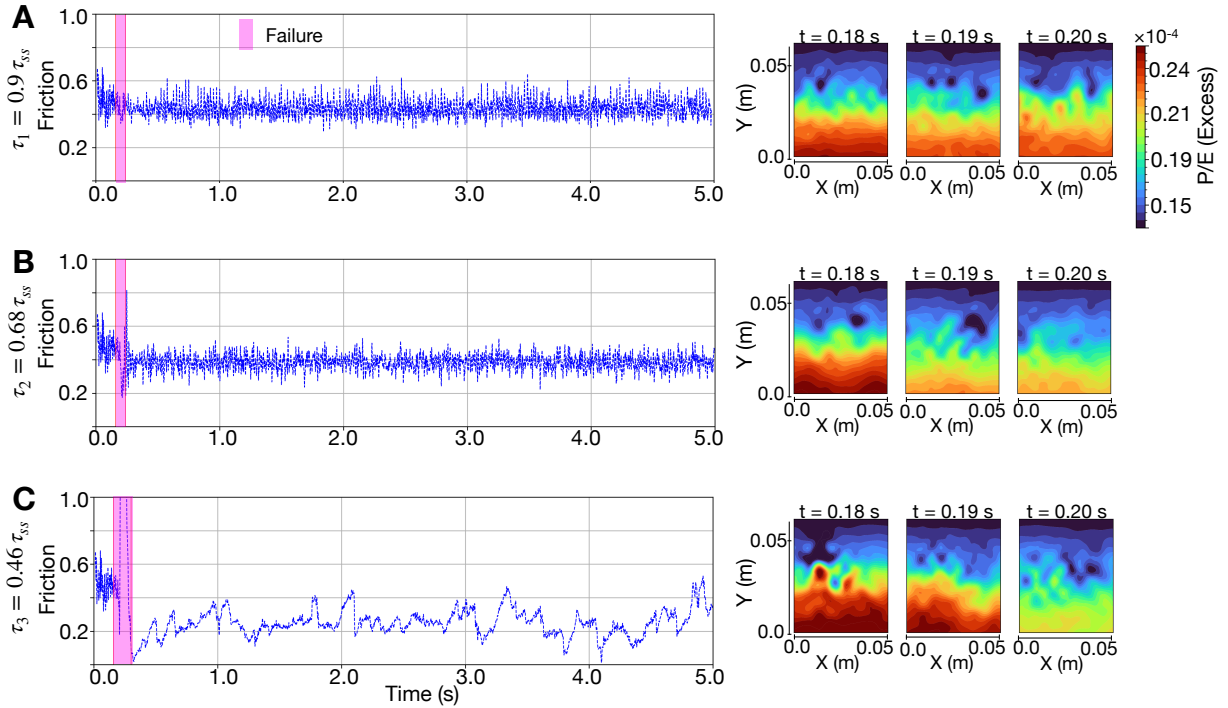 A
τ₁ = 0.9 τₛₛ
Friction
1.0
0.6
0.2
Failure
0.0 1.0 2.0 3.0 4.0 5.0
t = 0.18 s t = 0.19 s t = 0.20 s
Y (m)
0.05
0.0
0.0 0.05 0.0 0.05 0.0 0.05
X (m) X (m) X (m)
×10⁻⁴
0.24
0.21
0.19
0.15
P/E (Excess)
B
τ₂ = 0.68 τₛₛ
Friction
1.0
0.6
0.2
0.0 1.0 2.0 3.0 4.0 5.0
t = 0.18 s t = 0.19 s t = 0.20 s
Y (m)
0.05
0.0
0.0 0.05 0.0 0.05 0.0 0.05
X (m) X (m) X (m)
C
τ₃ = 0.46 τₛₛ
Friction
1.0
0.6
0.2
0.0 1.0 2.0 3.0 4.0 5.0
Time (s)
t = 0.18 s t = 0.19 s t = 0.20 s
Y (m)
0.05
0.0
0.0 0.05 0.0 0.05 0.0 0.05
X (m) X (m) X (m)